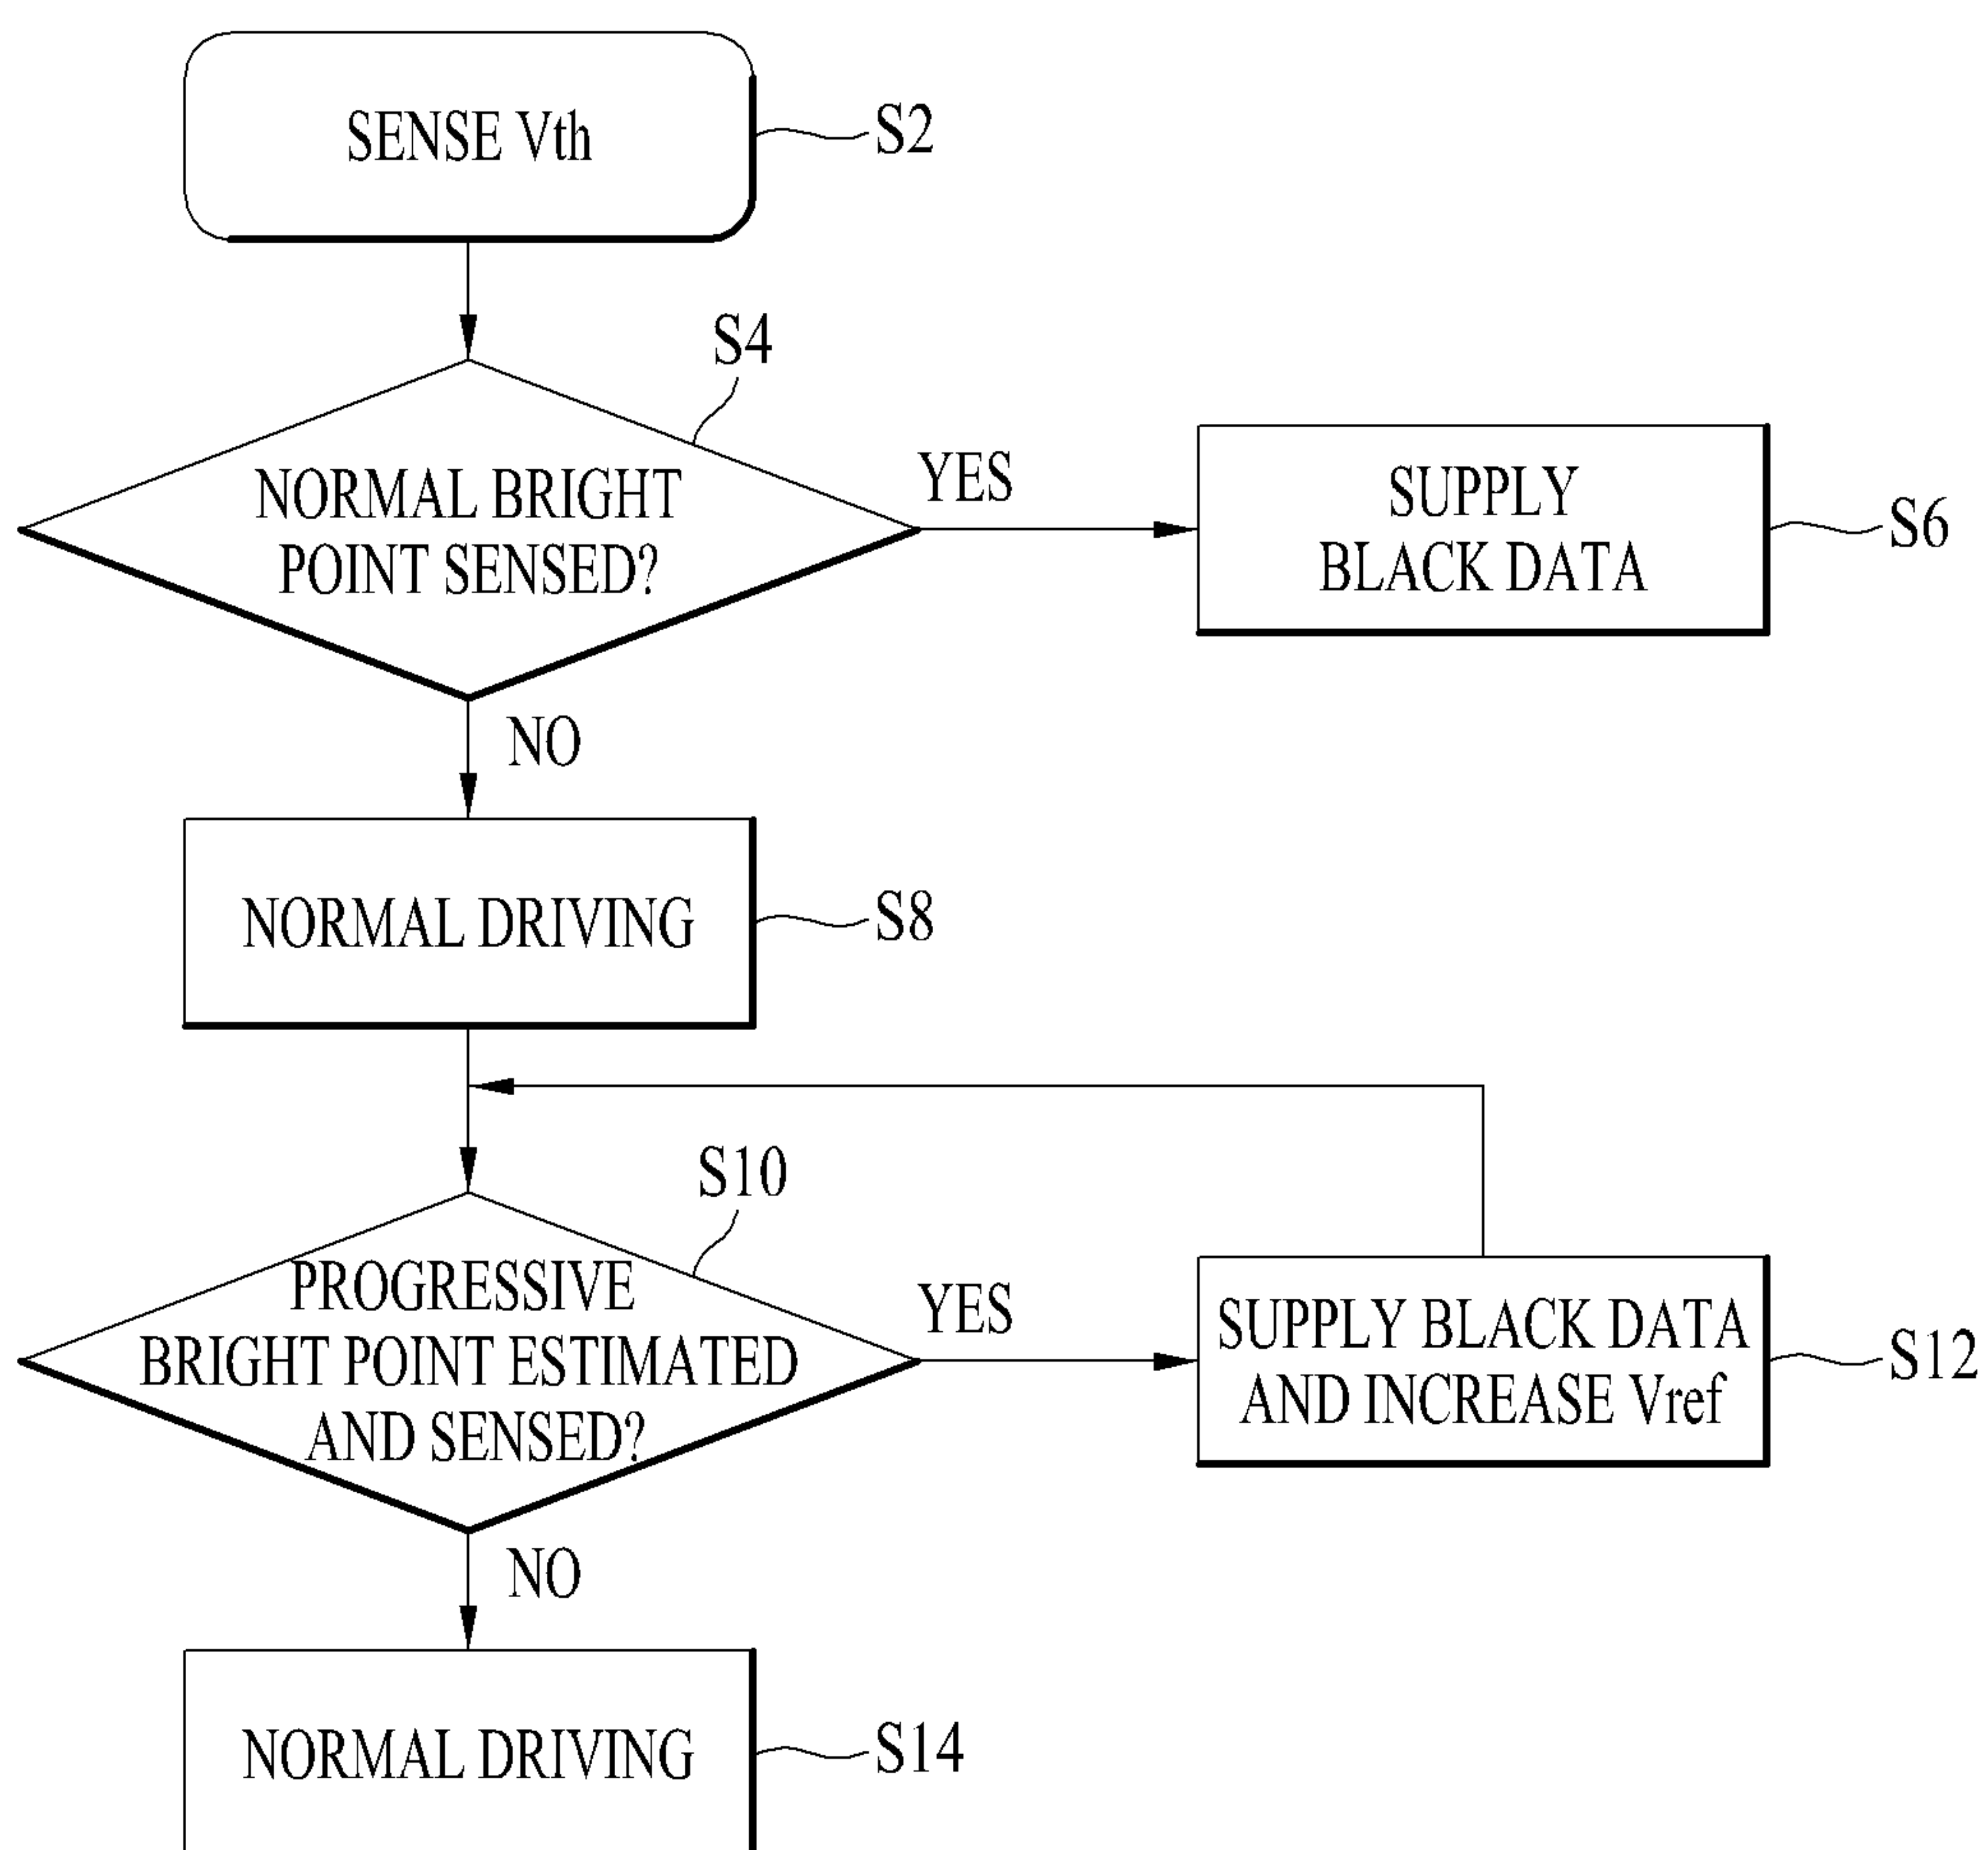 SENSE Vth
S2
S4
NORMAL BRIGHT
POINT SENSED?
YES
SUPPLY
BLACK DATA
S6
NO
NORMAL DRIVING
S8
S10
PROGRESSIVE
BRIGHT POINT ESTIMATED
AND SENSED?
YES
SUPPLY BLACK DATA
AND INCREASE Vref
S12
NO
NORMAL DRIVING
S14